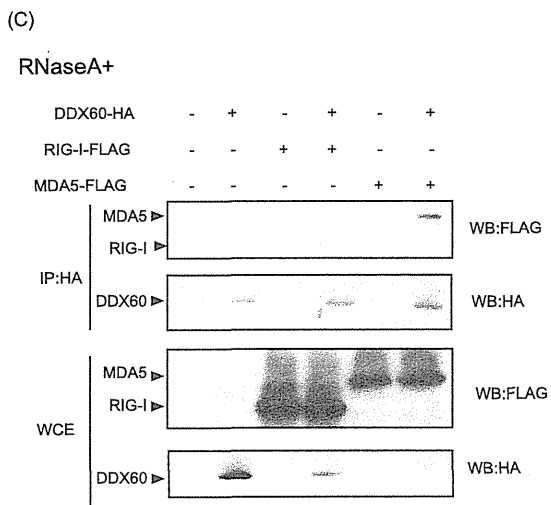 (C)
RNaseA+
DDX60-HA - + - + - +
RIG-I-FLAG - - + + - -
MDA5-FLAG - - - - + +
MDA5
RIG-I
IP:HA
WB:FLAG
DDX60
WB:HA
MDA5
RIG-I
WCE
WB:FLAG
DDX60
WB:HA